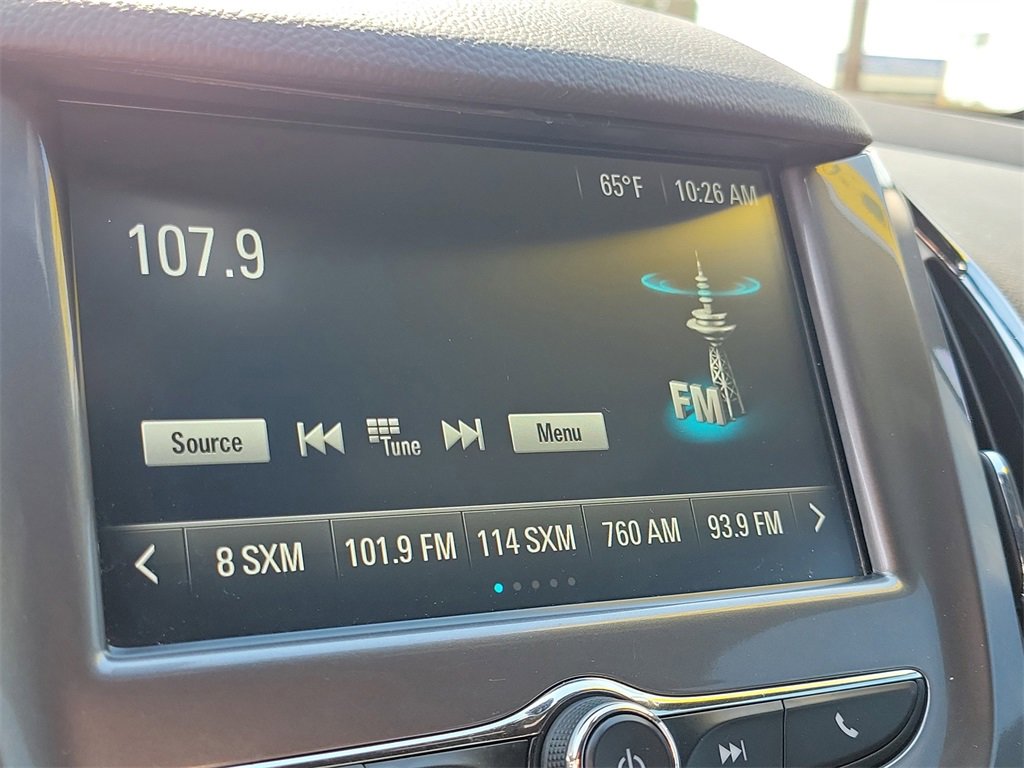 65°F 10:26 AM
107.9
FM
Source Tune Menu
8 SXM 101.9 FM 114 SXM 760 AM 93.9 FM